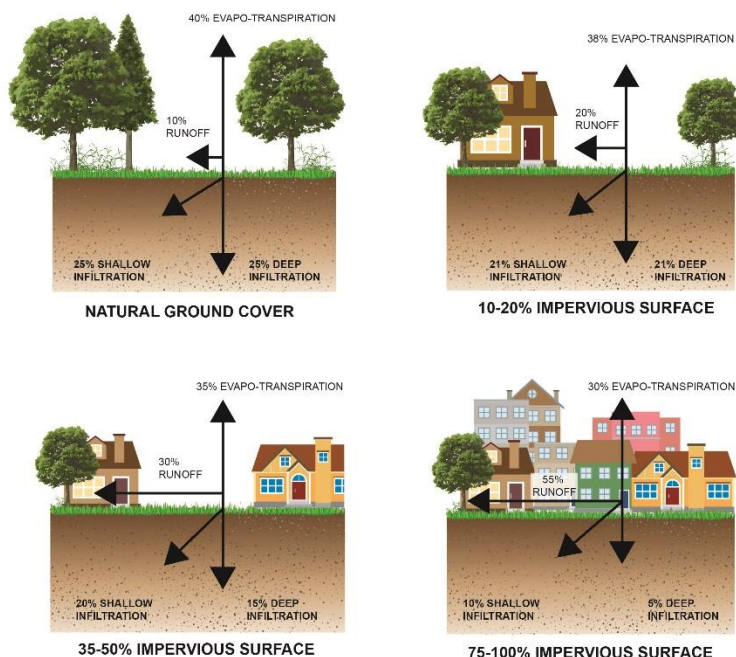 40% EVAPO-TRANSPIRATION
10%
RUNOFF
25% SHALLOW
INFILTRATION
25% DEEP
INFILTRATION
NATURAL GROUND COVER
38% EVAPO-TRANSPIRATION
20%
RUNOFF
21% SHALLOW
INFILTRATION
21% DEEP
INFILTRATION
10-20% IMPERVIOUS SURFACE
35% EVAPO-TRANSPIRATION
30%
RUNOFF
20% SHALLOW
INFILTRATION
15% DEEP
INFILTRATION
35-50% IMPERVIOUS SURFACE
30% EVAPO-TRANSPIRATION
55%
RUNOFF
10% SHALLOW
INFILTRATION
5% DEEP
INFILTRATION
75-100% IMPERVIOUS SURFACE